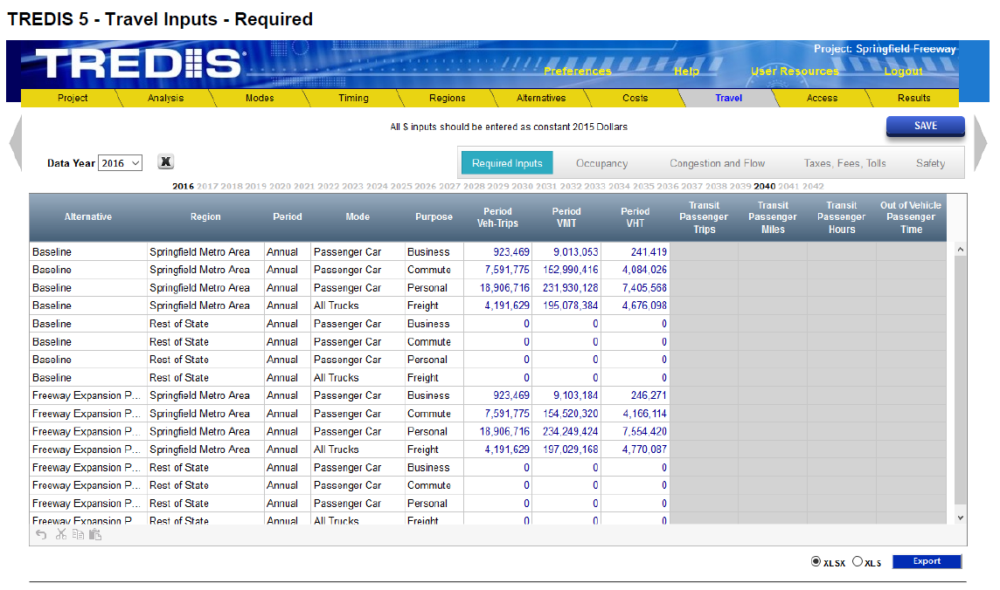 TREDIS 5 - Travel Inputs - Required
TREDIS®
Project: Springfield Freeway
Preferences Help User Resources Logout
Project Analysis Modes Timing Regions Alternatives Costs Travel Access Results
All $ inputs should be entered as constant 2015 Dollars
SAVE
Data Year 2016 X Required Inputs Occupancy Congestion and Flow Taxes, Fees, Tolls Safety
2016 2017 2018 2019 2020 2021 2022 2023 2024 2025 2026 2027 2028 2029 2030 2031 2032 2033 2034 2035 2036 2037 2038 2039 2040 2041 2042
Alternative Region Period Mode Purpose Period Veh-Trips Period VMT Period VHT Transit Passenger Trips Transit Passenger Miles Transit Passenger Hours Out of Vehicle Passenger Time
Baseline Springfield Metro Area Annual Passenger Car Business 923,469 9,013,053 241,419
Baseline Springfield Metro Area Annual Passenger Car Commute 7,591,775 152,990,416 4,084,026
Baseline Springfield Metro Area Annual Passenger Car Personal 18,906,716 231,930,128 7,405,568
Baseline Springfield Metro Area Annual All Trucks Freight 4,191,629 195,078,384 4,676,098
Baseline Rest of State Annual Passenger Car Business 0 0 0
Baseline Rest of State Annual Passenger Car Commute 0 0 0
Baseline Rest of State Annual Passenger Car Personal 0 0 0
Baseline Rest of State Annual All Trucks Freight 0 0 0
Freeway Expansion P... Springfield Metro Area Annual Passenger Car Business 923,469 9,103,184 246,271
Freeway Expansion P... Springfield Metro Area Annual Passenger Car Commute 7,591,775 154,520,320 4,166,114
Freeway Expansion P... Springfield Metro Area Annual Passenger Car Personal 18,906,716 234,249,424 7,554,420
Freeway Expansion P... Springfield Metro Area Annual All Trucks Freight 4,191,629 197,029,168 4,770,087
Freeway Expansion P... Rest of State Annual Passenger Car Business 0 0 0
Freeway Expansion P... Rest of State Annual Passenger Car Commute 0 0 0
Freeway Expansion P... Rest of State Annual Passenger Car Personal 0 0 0
Freeway Expansion P... Rest of State Annual All Trucks Freight 0 0 0
XLSX XLS Export